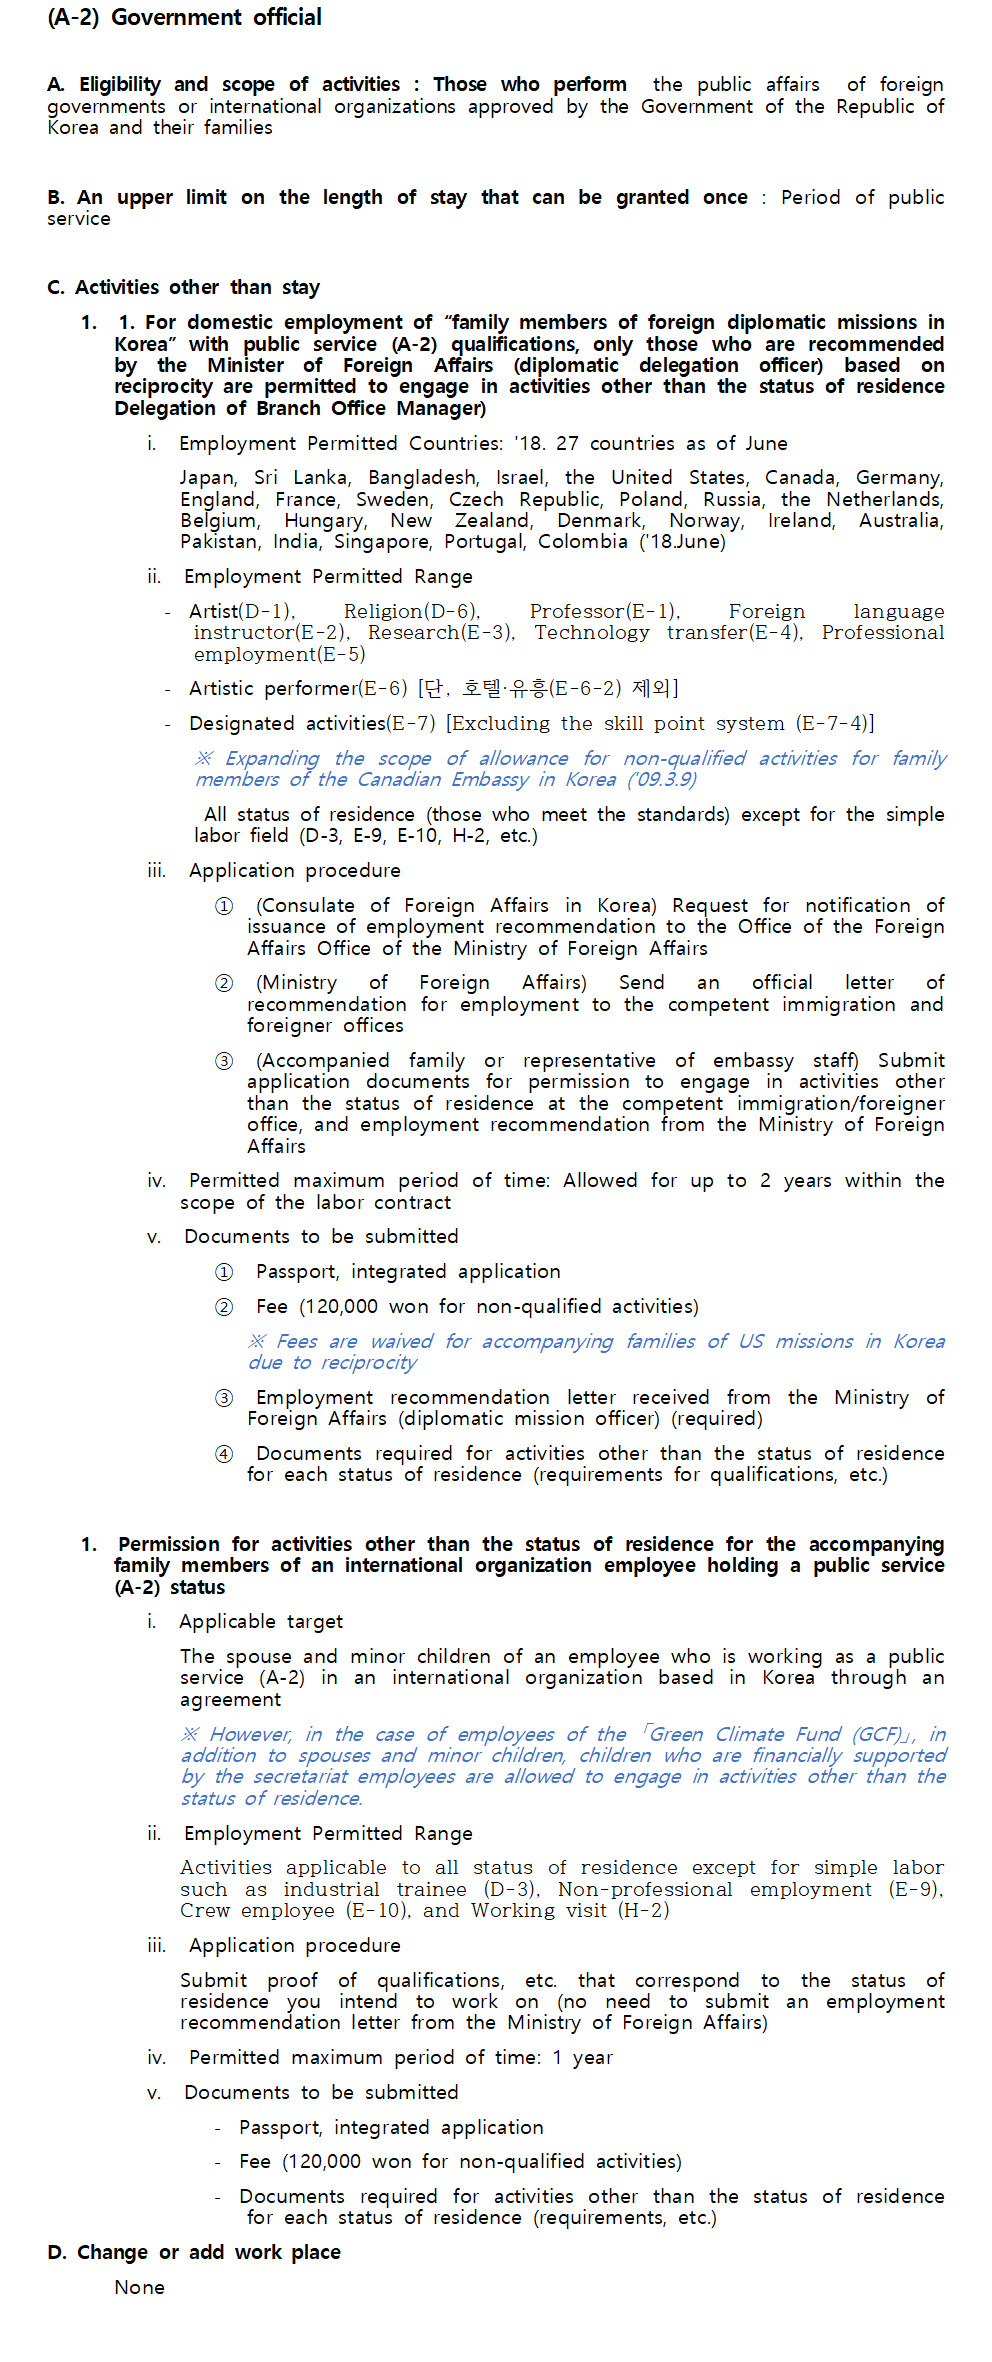 (A-2) Government official
A. Eligibility and scope of activities : Those who perform the public affairs of foreign
governments or international organizations approved by the Government of the Republic of
Korea and their families
B. An upper limit on the length of stay that can be granted once : Period of public
service
C. Activities other than stay
1. 1. For domestic employment of “family members of foreign diplomatic missions in
Korea” with public service (A-2) qualifications, only those who are recommended
by the Minister of Foreign Affairs (diplomatic delegation officer) based on
reciprocity are permitted to engage in activities other than the status of residence
Delegation of Branch Office Manager)
i. Employment Permitted Countries: '18. 27 countries as of June
Japan, Sri Lanka, Bangladesh, Israel, the United States, Canada, Germany,
England, France, Sweden, Czech Republic, Poland, Russia, the Netherlands,
Belgium, Hungary, New Zealand, Denmark, Norway, Ireland, Australia,
Pakistan, India, Singapore, Portugal, Colombia ('18.June)
ii. Employment Permitted Range
- Artist(D-1), Religion(D-6), Professor(E-1), Foreign language
instructor(E-2), Research(E-3), Technology transfer(E-4), Professional
employment(E-5)
- Artistic performer(E-6) [단, 호텔·유흥(E-6-2) 제외]
- Designated activities(E-7) [Excluding the skill point system (E-7-4)]
※ Expanding the scope of allowance for non-qualified activities for family
members of the Canadian Embassy in Korea ('09.3.9)
All status of residence (those who meet the standards) except for the simple
labor field (D-3, E-9, E-10, H-2, etc.)
iii. Application procedure
① (Consulate of Foreign Affairs in Korea) Request for notification of
issuance of employment recommendation to the Office of the Foreign
Affairs Office of the Ministry of Foreign Affairs
② (Ministry of Foreign Affairs) Send an official letter of
recommendation for employment to the competent immigration and
foreigner offices
③ (Accompanied family or representative of embassy staff) Submit
application documents for permission to engage in activities other
than the status of residence at the competent immigration/foreigner
office, and employment recommendation from the Ministry of Foreign
Affairs
iv. Permitted maximum period of time: Allowed for up to 2 years within the
scope of the labor contract
v. Documents to be submitted
① Passport, integrated application
② Fee (120,000 won for non-qualified activities)
※ Fees are waived for accompanying families of US missions in Korea
due to reciprocity
③ Employment recommendation letter received from the Ministry of
Foreign Affairs (diplomatic mission officer) (required)
④ Documents required for activities other than the status of residence
for each status of residence (requirements for qualifications, etc.)
1. Permission for activities other than the status of residence for the accompanying
family members of an international organization employee holding a public service
(A-2) status
i. Applicable target
The spouse and minor children of an employee who is working as a public
service (A-2) in an international organization based in Korea through an
agreement
※ However, in the case of employees of the 「Green Climate Fund (GCF)」, in
addition to spouses and minor children, children who are financially supported
by the secretariat employees are allowed to engage in activities other than the
status of residence.
ii. Employment Permitted Range
Activities applicable to all status of residence except for simple labor
such as industrial trainee (D-3), Non-professional employment (E-9),
Crew employee (E-10), and Working visit (H-2)
iii. Application procedure
Submit proof of qualifications, etc. that correspond to the status of
residence you intend to work on (no need to submit an employment
recommendation letter from the Ministry of Foreign Affairs)
iv. Permitted maximum period of time: 1 year
v. Documents to be submitted
- Passport, integrated application
- Fee (120,000 won for non-qualified activities)
- Documents required for activities other than the status of residence
for each status of residence (requirements, etc.)
D. Change or add work place
None